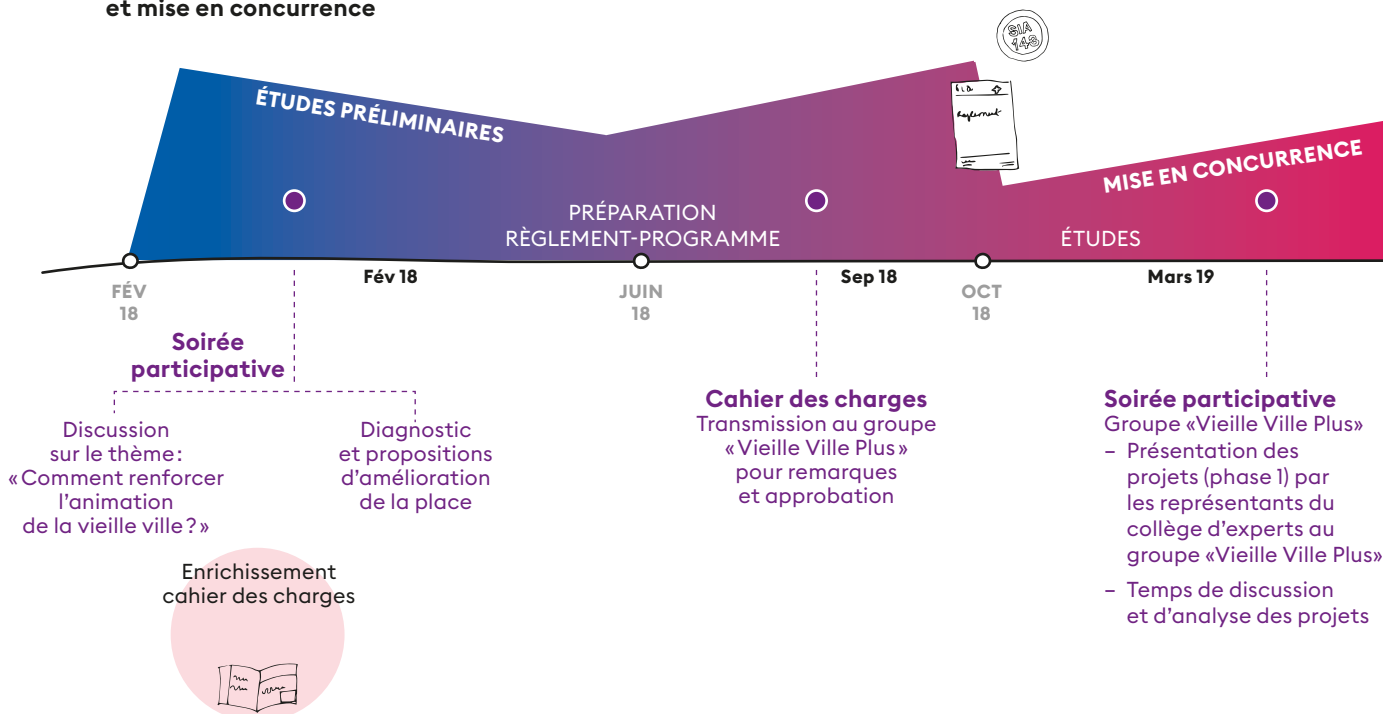 et mise en concurrence
SIA
143
ÉTUDES PRÉLIMINAIRES
Règlement
MISE EN CONCURRENCE
PRÉPARATION
RÈGLEMENT-PROGRAMME
ÉTUDES
Fév 18
Sep 18
Mars 19
FÉV
18
JUIN
18
OCT
18
Soirée
participative
Discussion
sur le thème:
«Comment renforcer
l’animation
de la vieille ville?»
Diagnostic
et propositions
d’amélioration
de la place
Enrichissement
cahier des charges
Cahier des charges
Transmission au groupe
«Vieille Ville Plus»
pour remarques
et approbation
Soirée participative
Groupe «Vieille Ville Plus»
– Présentation des
projets (phase 1) par
les représentants du
collège d’experts au
groupe «Vieille Ville Plus»
– Temps de discussion
et d’analyse des projets